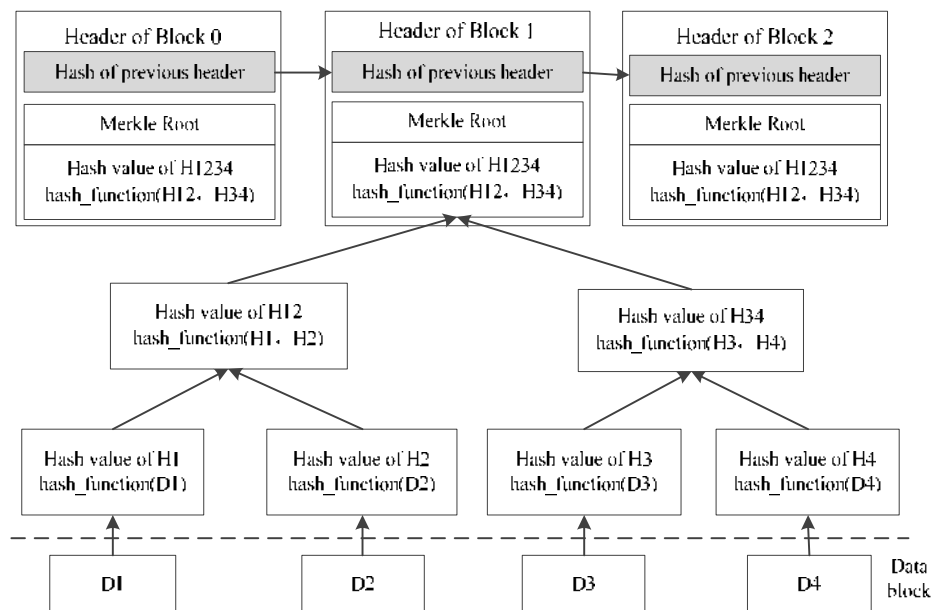 Header of Block 0
Hash of previous header
Merkle Root
Hash value of H1234
hash_function(H12，H34)
Header of Block 1
Hash of previous header
Merkle Root
Hash value of H1234
hash_function(H12，H34)
Header of Block 2
Hash of previous header
Merkle Root
Hash value of H1234
hash_function(H12，H34)
Hash value of H12
hash_function(H1，H2)
Hash value of H34
hash_function(H3，H4)
Hash value of H1
hash_function(D1)
Hash value of H2
hash_function(D2)
Hash value of H3
hash_function(D3)
Hash value of H4
hash_function(D4)
D1
D2
D3
D4
Data
block